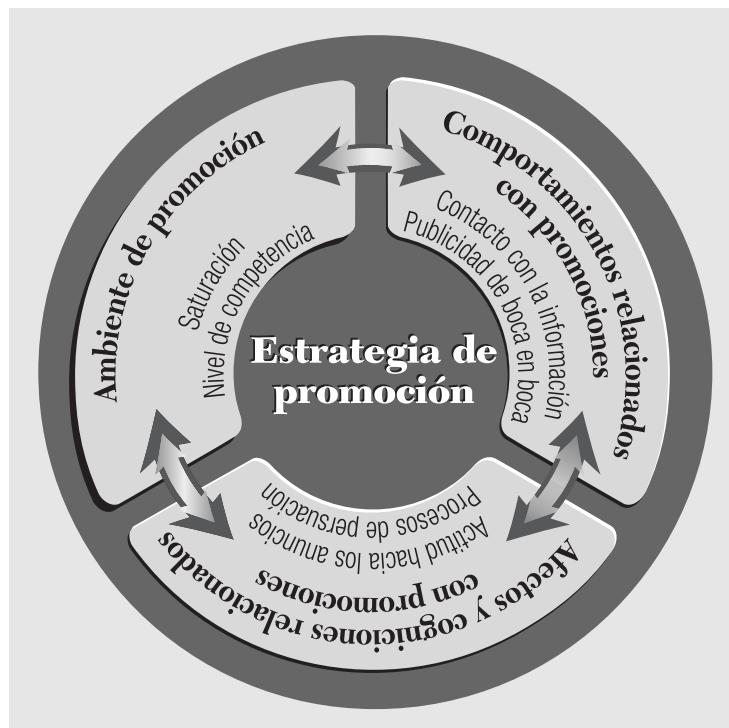 Ambiente de promoción
Saturación
Nivel de competencia
Comportamientos relacionados
con promociones
Contacto con la información
Publicidad de boca en boca
Estrategia de
promoción
Afectos y cogniciones relacionados
con promociones
Actitud hacia los anuncios
Procesos de persuación